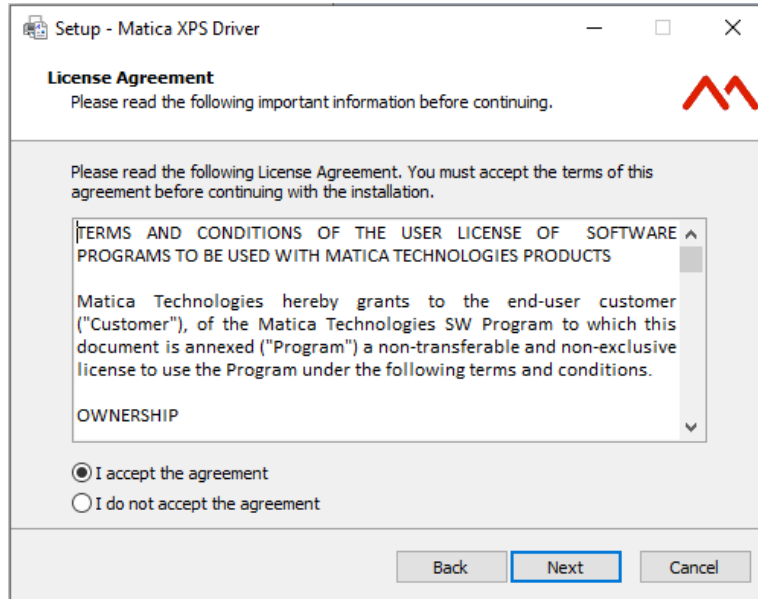 Setup - Matica XPS Driver
License Agreement
Please read the following important information before continuing.
Please read the following License Agreement. You must accept the terms of this
agreement before continuing with the installation.
TERMS AND CONDITIONS OF THE USER LICENSE OF SOFTWARE
PROGRAMS TO BE USED WITH MATICA TECHNOLOGIES PRODUCTS
Matica Technologies hereby grants to the end-user customer
("Customer"), of the Matica Technologies SW Program to which this
document is annexed ("Program") a non-transferable and non-exclusive
license to use the Program under the following terms and conditions.
OWNERSHIP
I accept the agreement
I do not accept the agreement
Back
Next
Cancel